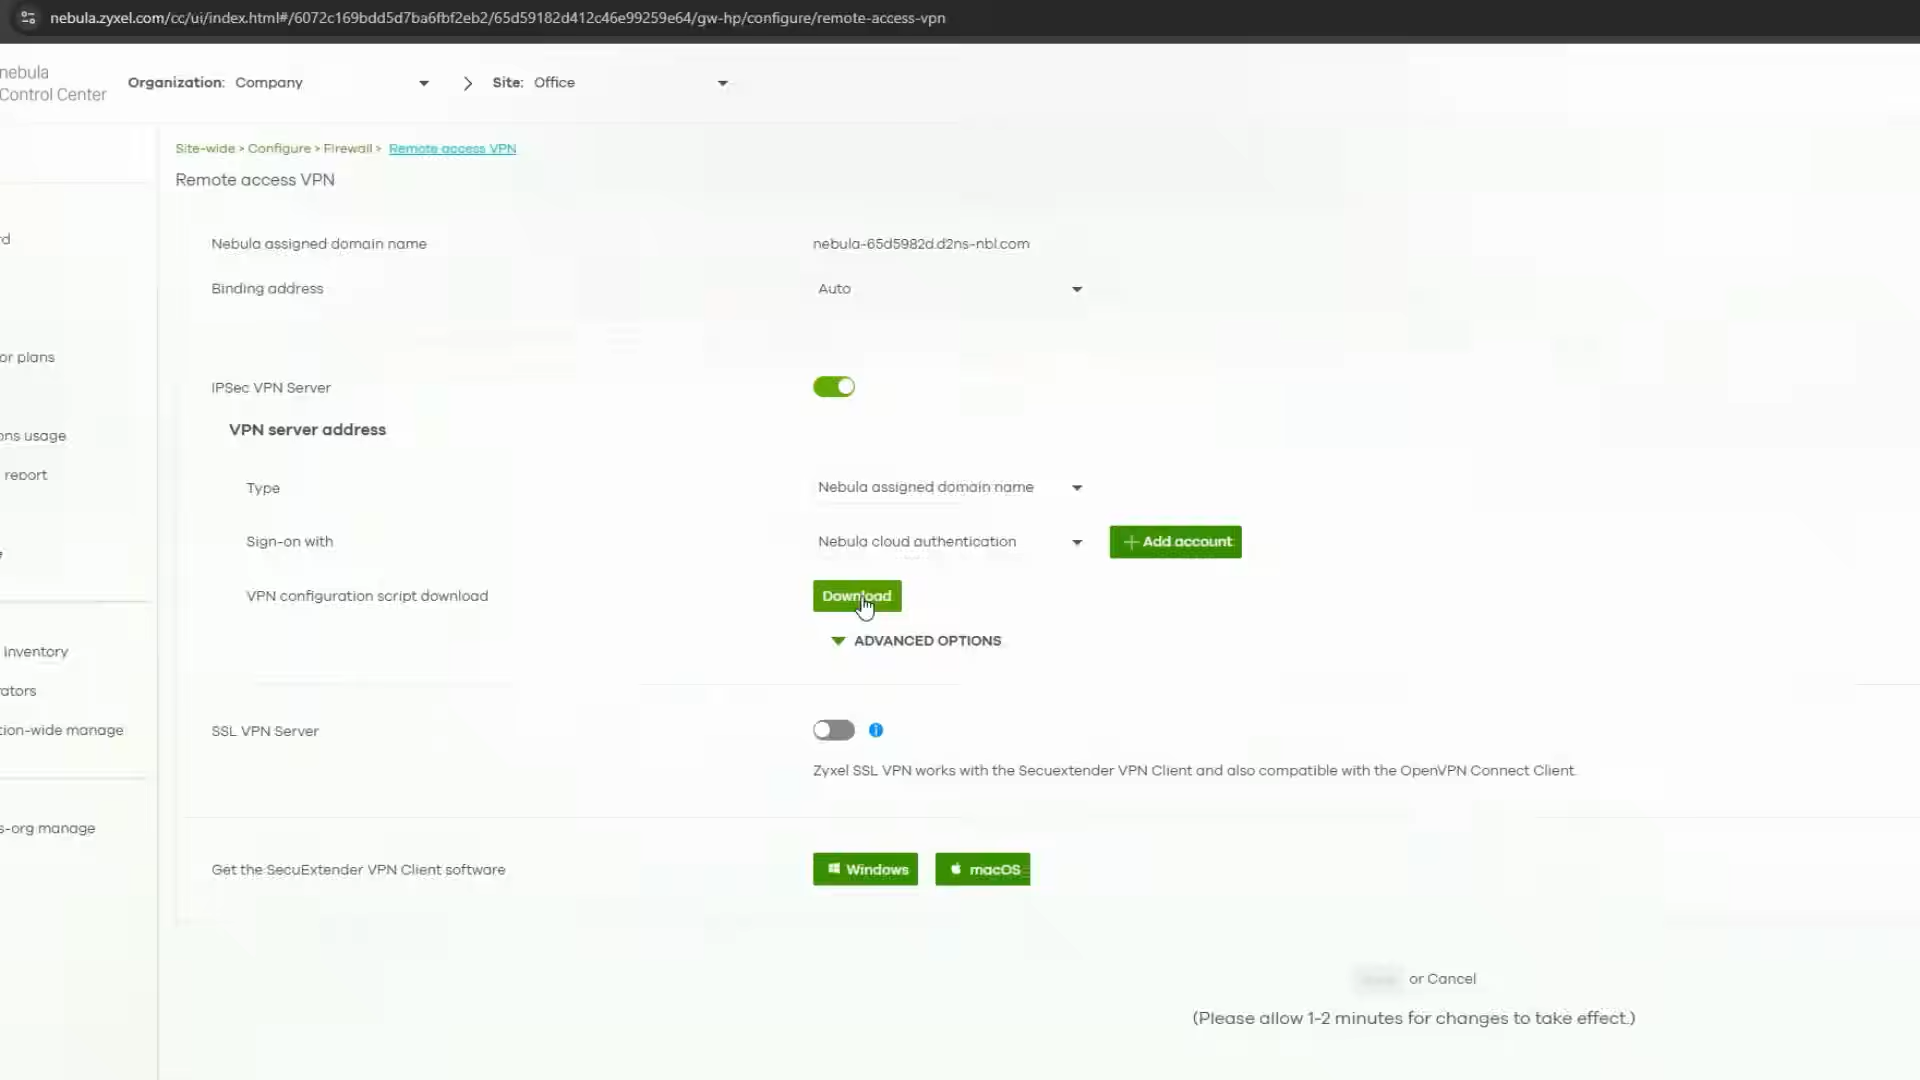 nebula.zyxel.com/cc/ui/index.html#/6072c169bdd5d7ba6fbf2eb2/65d59182d412c46e99259e64/gw-hp/configure/remote-access-vpn
nebula
Control Center
Organization: Company
Site: Office
Site-wide > Configure > Firewall > Remote access VPN
Remote access VPN
Nebula assigned domain name nebula-65d5982d.d2ns-nbl.com
rd
Binding address Auto
or plans
IPSec VPN Server
VPN server address
ons usage
report
Type Nebula assigned domain name
Sign-on with Nebula cloud authentication + Add account
VPN configuration script download Download
ADVANCED OPTIONS
inventory
ators
SSL VPN Server
tion-wide manage
Zyxel SSL VPN works with the Secuextender VPN Client and also compatible with the OpenVPN Connect Client.
s-org manage
Get the SecuExtender VPN Client software Windows macOS
or Cancel
(Please allow 1-2 minutes for changes to take effect.)